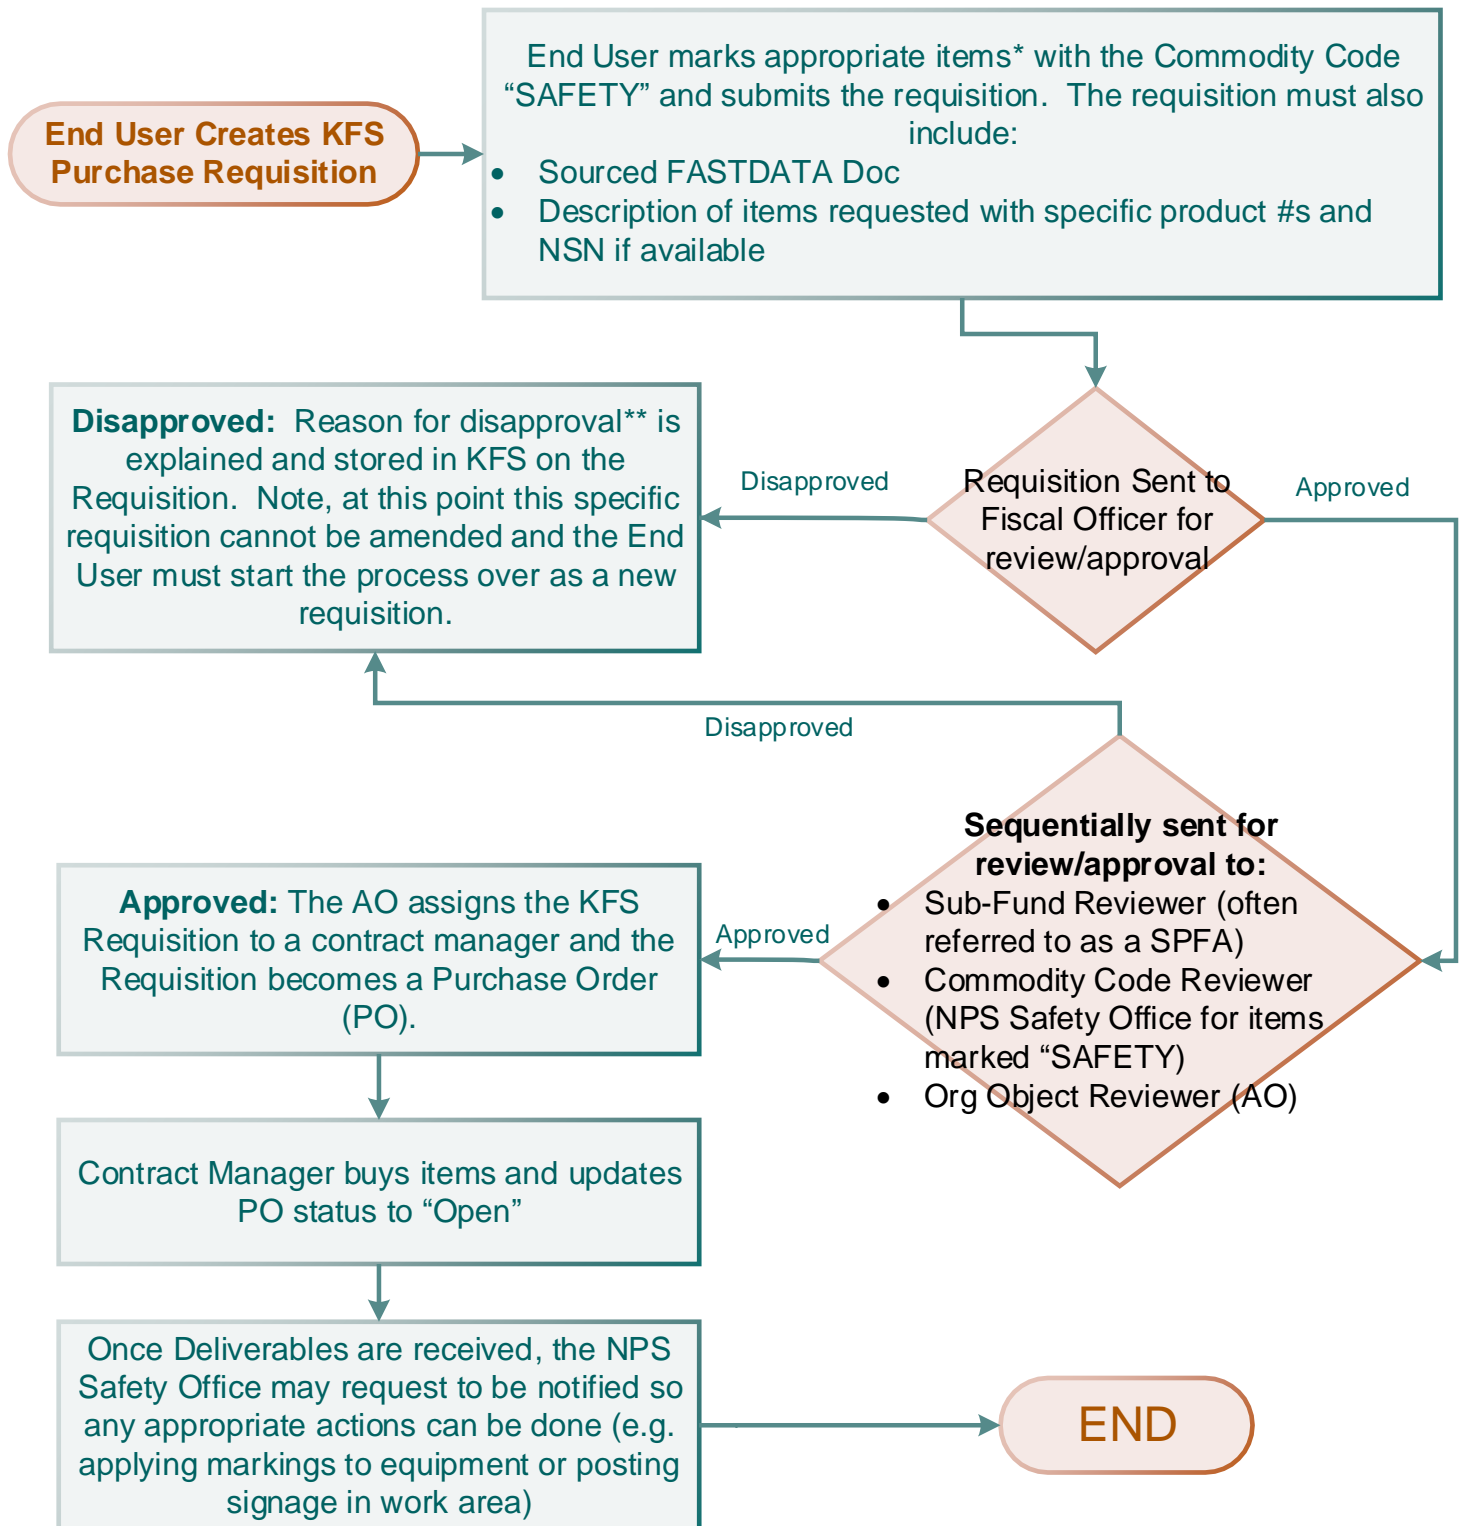 End User Creates KFS
Purchase Requisition
End User marks appropriate items* with the Commodity Code
“SAFETY” and submits the requisition.  The requisition must also
include:
• Sourced FASTDATA Doc
• Description of items requested with specific product #s and
NSN if available
Requisition Sent to
Fiscal Officer for
review/approval
Disapproved
Approved
Disapproved:  Reason for disapproval** is
explained and stored in KFS on the
Requisition.  Note, at this point this specific
requisition cannot be amended and the End
User must start the process over as a new
requisition.
Disapproved
Sequentially sent for
review/approval to:
• Sub-Fund Reviewer (often
referred to as a SPFA)
• Commodity Code Reviewer
(NPS Safety Office for items
marked “SAFETY)
• Org Object Reviewer (AO)
Approved
Approved: The AO assigns the KFS
Requisition to a contract manager and the
Requisition becomes a Purchase Order
(PO).
Contract Manager buys items and updates
PO status to “Open”
Once Deliverables are received, the NPS
Safety Office may request to be notified so
any appropriate actions can be done (e.g.
applying markings to equipment or posting
signage in work area)
END